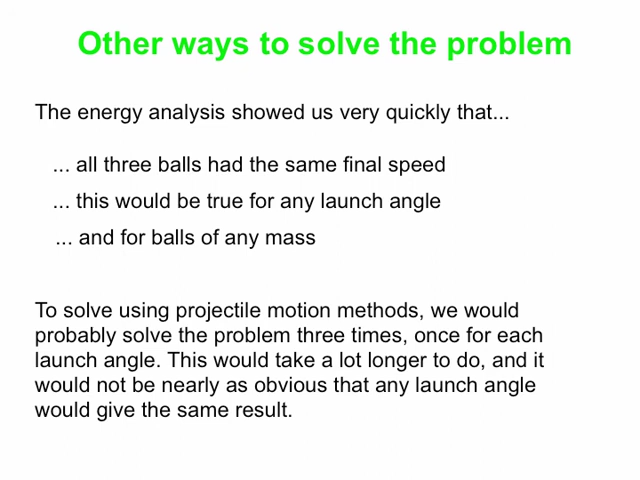 Other ways to solve the problem
The energy analysis showed us very quickly that...
... all three balls had the same final speed
... this would be true for any launch angle
... and for balls of any mass
To solve using projectile motion methods, we would
probably solve the problem three times, once for each
launch angle. This would take a lot longer to do, and it
would not be nearly as obvious that any launch angle
would give the same result.